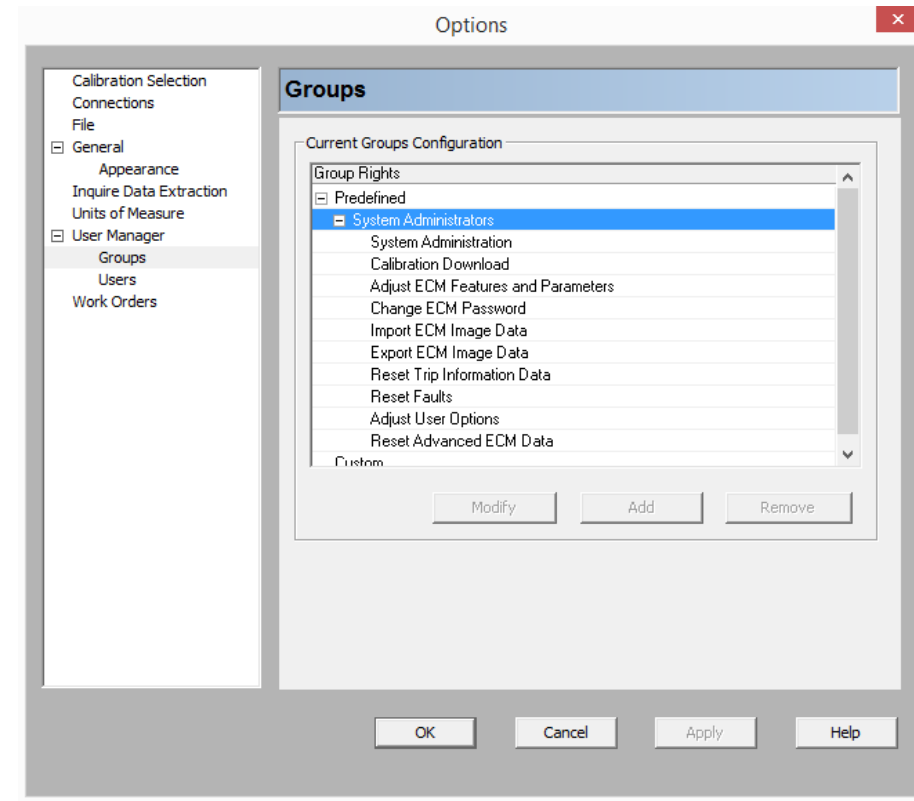 Options
Calibration Selection
Connections
File
General
Appearance
Inquire Data Extraction
Units of Measure
User Manager
Groups
Users
Work Orders
Groups
Current Groups Configuration
Group Rights
Predefined
System Administrators
System Administration
Calibration Download
Adjust ECM Features and Parameters
Change ECM Password
Import ECM Image Data
Export ECM Image Data
Reset Trip Information Data
Reset Faults
Adjust User Options
Reset Advanced ECM Data
Custom
Modify Add Remove
OK Cancel Apply Help